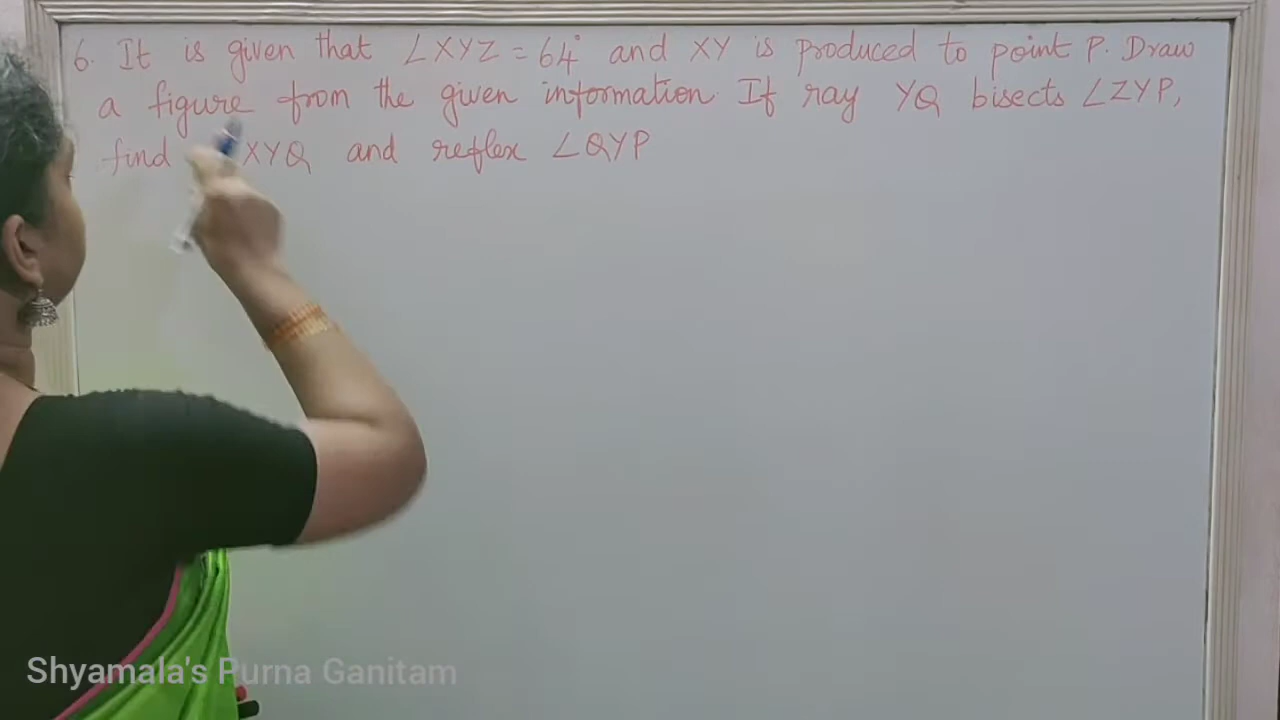 6. It is given that ∠XYZ = 64° and XY is produced to point P. Draw
a figure from the given information. If ray YQ bisects ∠ZYP,
find XYQ and reflex ∠QYP
Shyamala's Purna Ganitam